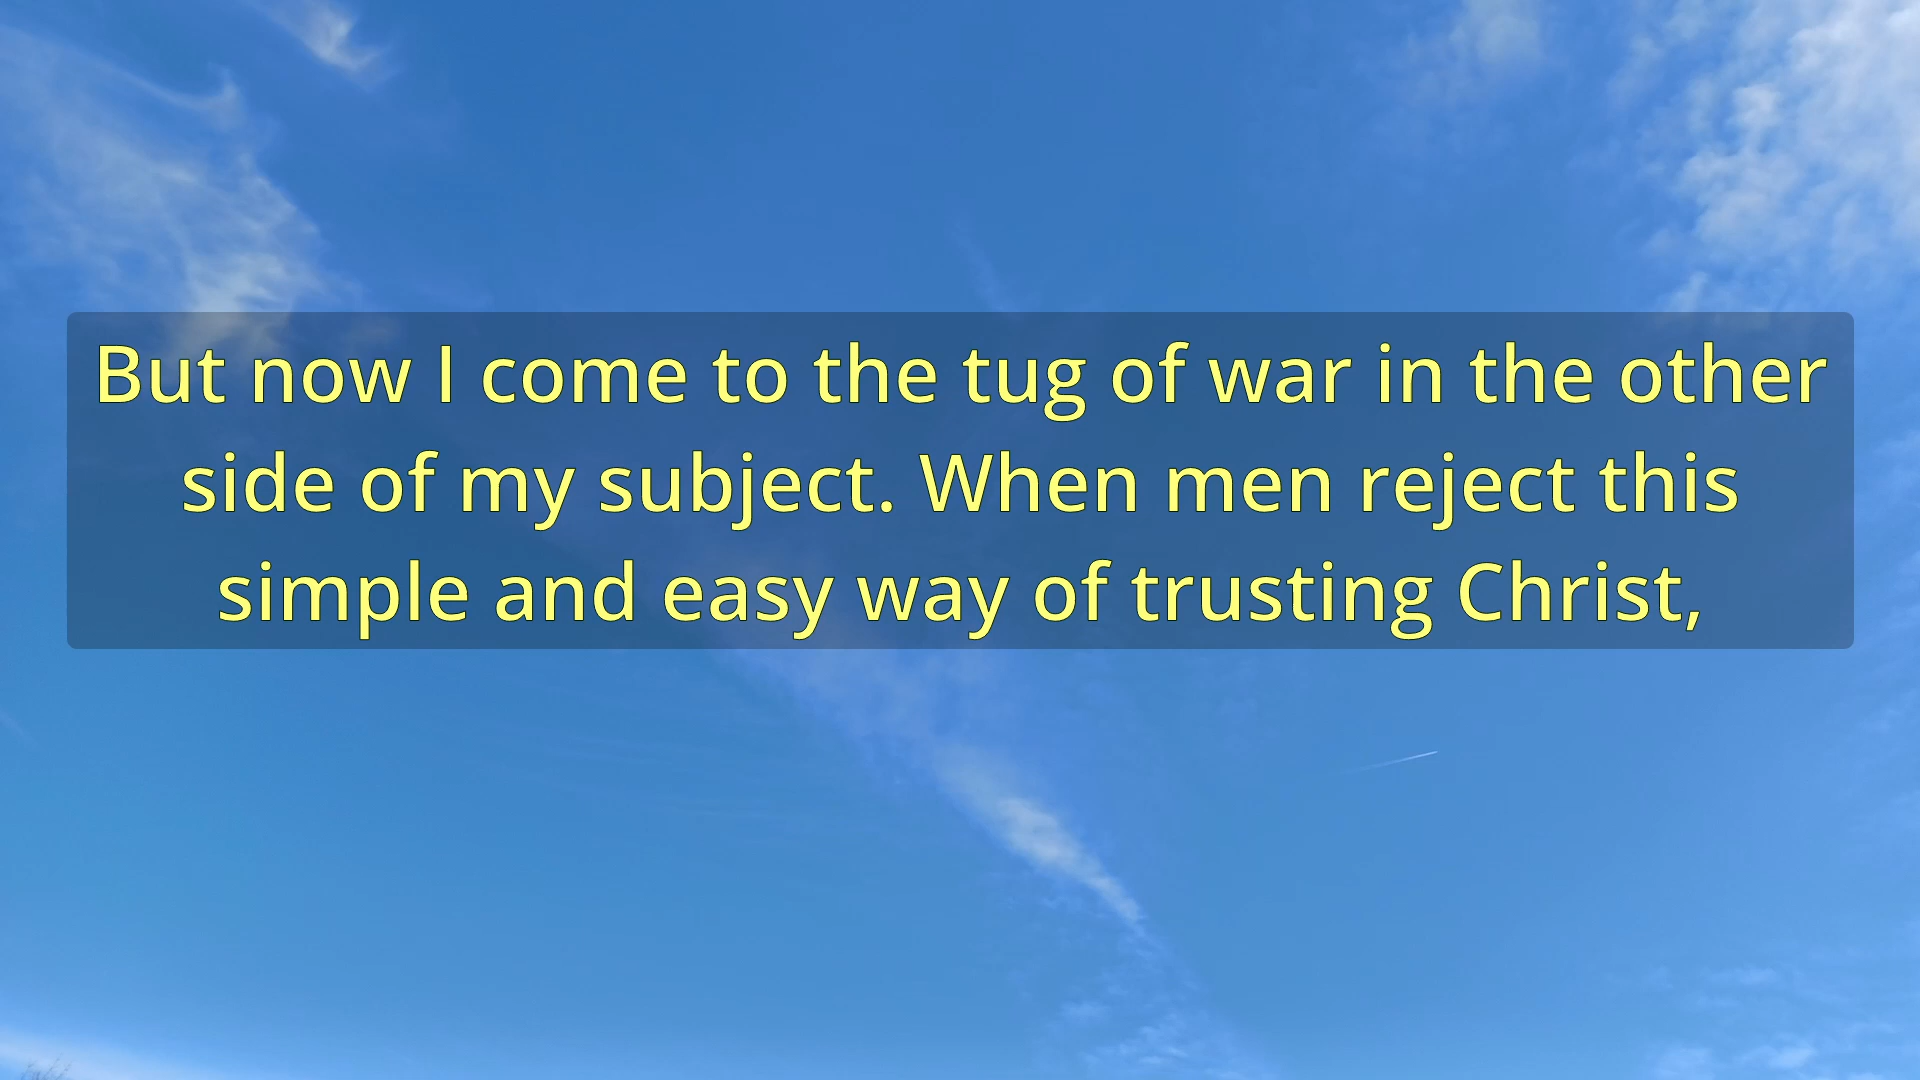 But now I come to the tug of war in the other
side of my subject. When men reject this
simple and easy way of trusting Christ,